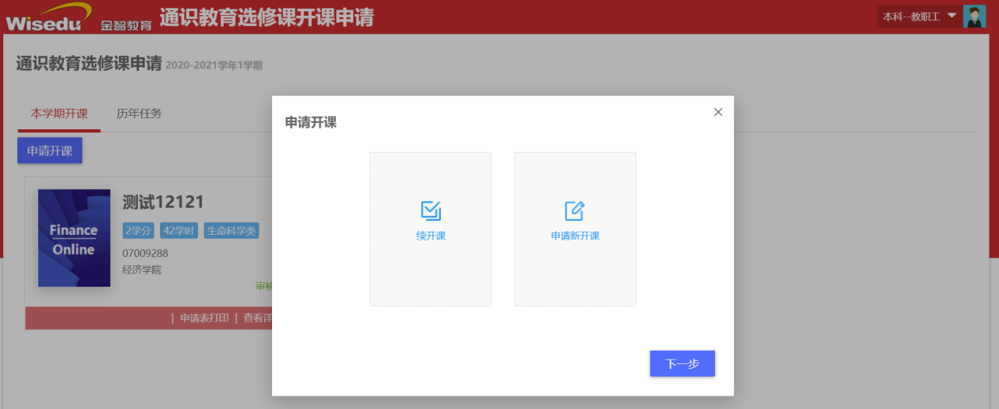 Wisedu 金智教育 通识教育选修课开课申请
本科--教职工
通识教育选修课申请 2020-2021学年1学期
本学期开课 历年任务
申请开课
Finance
Online
测试12121
2学分 42学时 生命科学类
07009288
经济学院
审核
| 申请表打印 | 查看详
申请开课
续开课
申请新开课
下一步